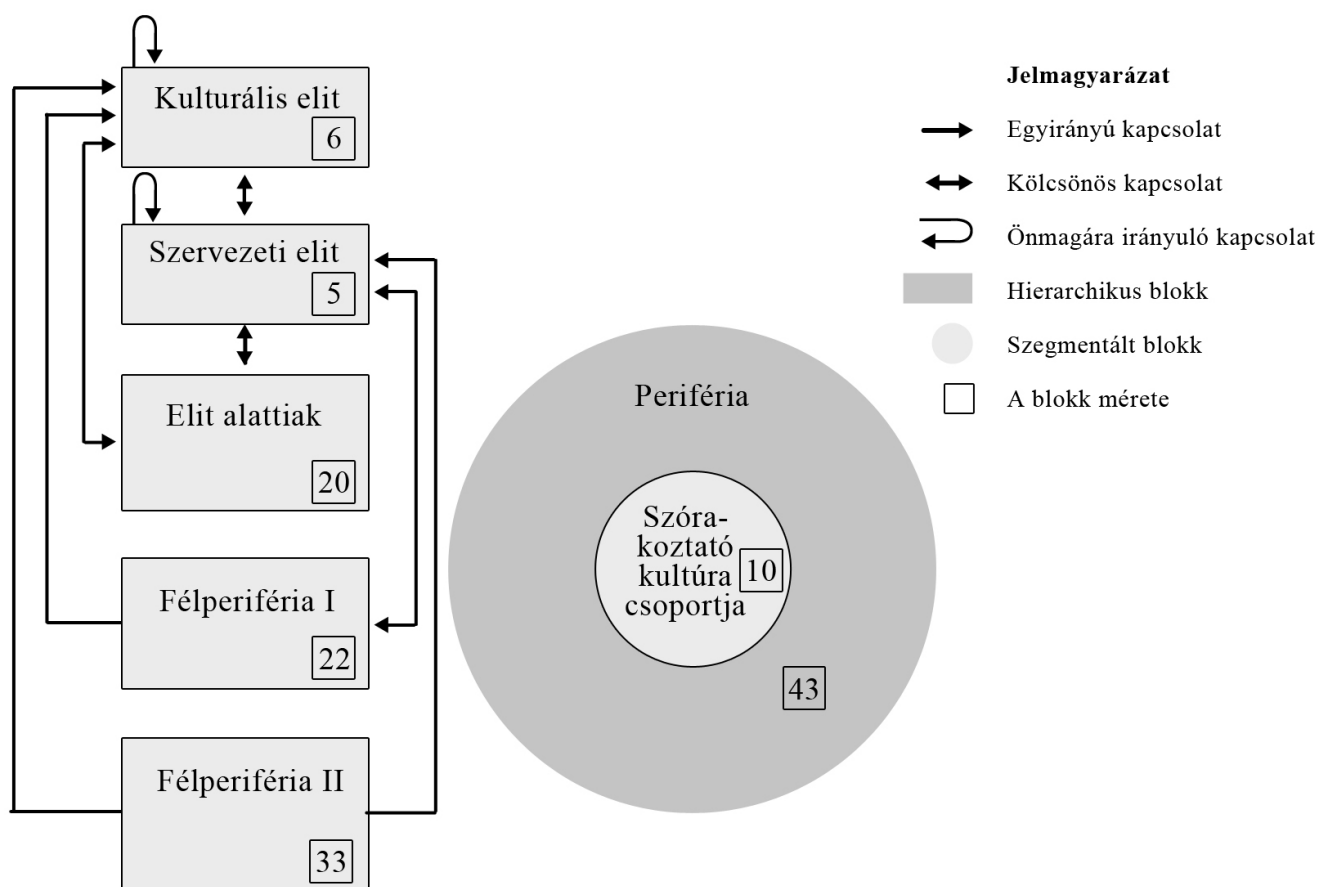 Kulturális elit
6
Szervezeti elit
5
Elit alattiak
20
Félperiféria I
22
Félperiféria II
33
Periféria
Szóra-
koztató
kultúra
csoportja
10
43
Jelmagyarázat
Egyirányú kapcsolat
Kölcsönös kapcsolat
Önmagára irányuló kapcsolat
Hierarchikus blokk
Szegmentált blokk
A blokk mérete